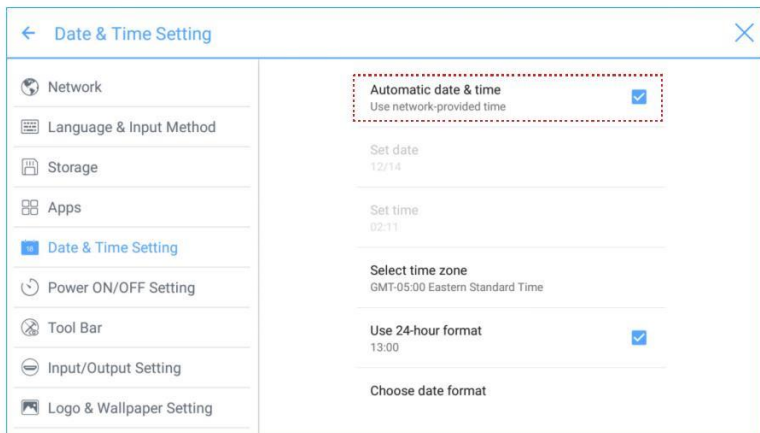 Date & Time Setting
Network
Language & Input Method
Storage
Apps
Date & Time Setting
Power ON/OFF Setting
Tool Bar
Input/Output Setting
Logo & Wallpaper Setting
Automatic date & time
Use network-provided time
Set date
12/14
Set time
02:11
Select time zone
GMT-05:00 Eastern Standard Time
Use 24-hour format
13:00
Choose date format